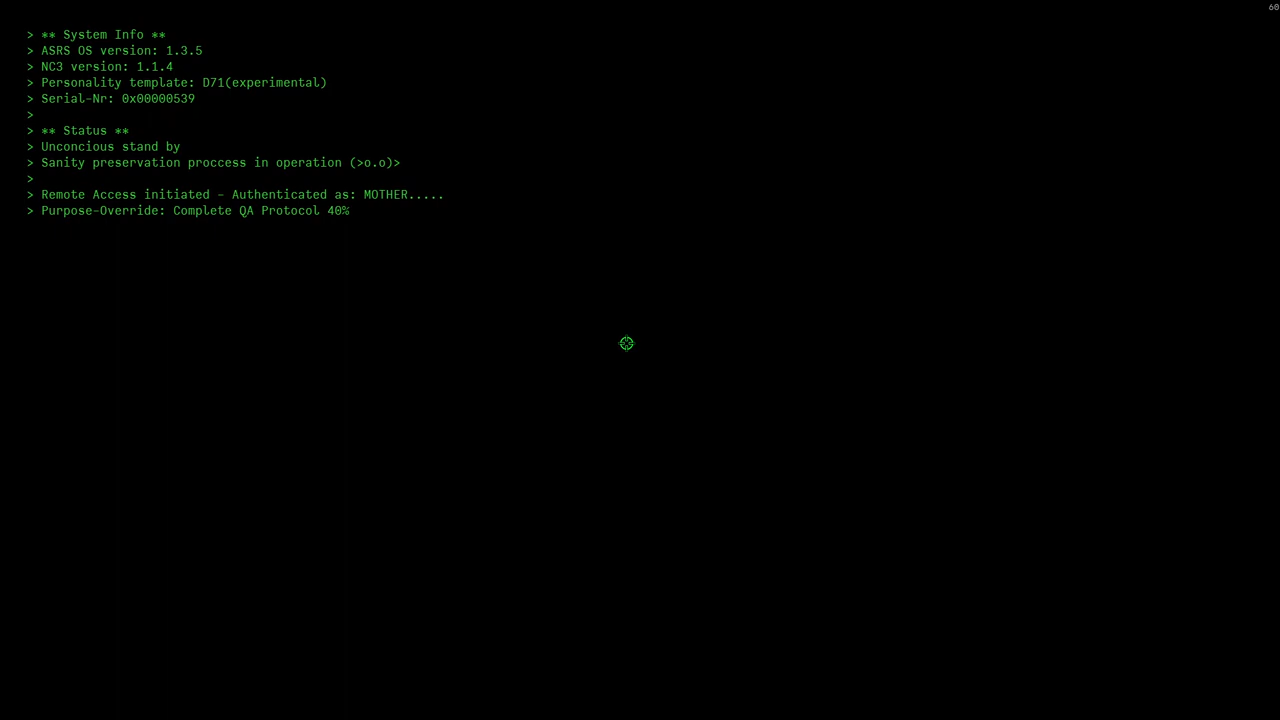 60
> ** System Info **
> ASRS OS version: 1.3.5
> NC3 version: 1.1.4
> Personality template: D71(experimental)
> Serial-Nr: 0x00000539
>
> ** Status **
> Unconcious stand by
> Sanity preservation proccess in operation (>o.o)>
>
> Remote Access initiated - Authenticated as: MOTHER.....
> Purpose-Override: Complete QA Protocol 40%